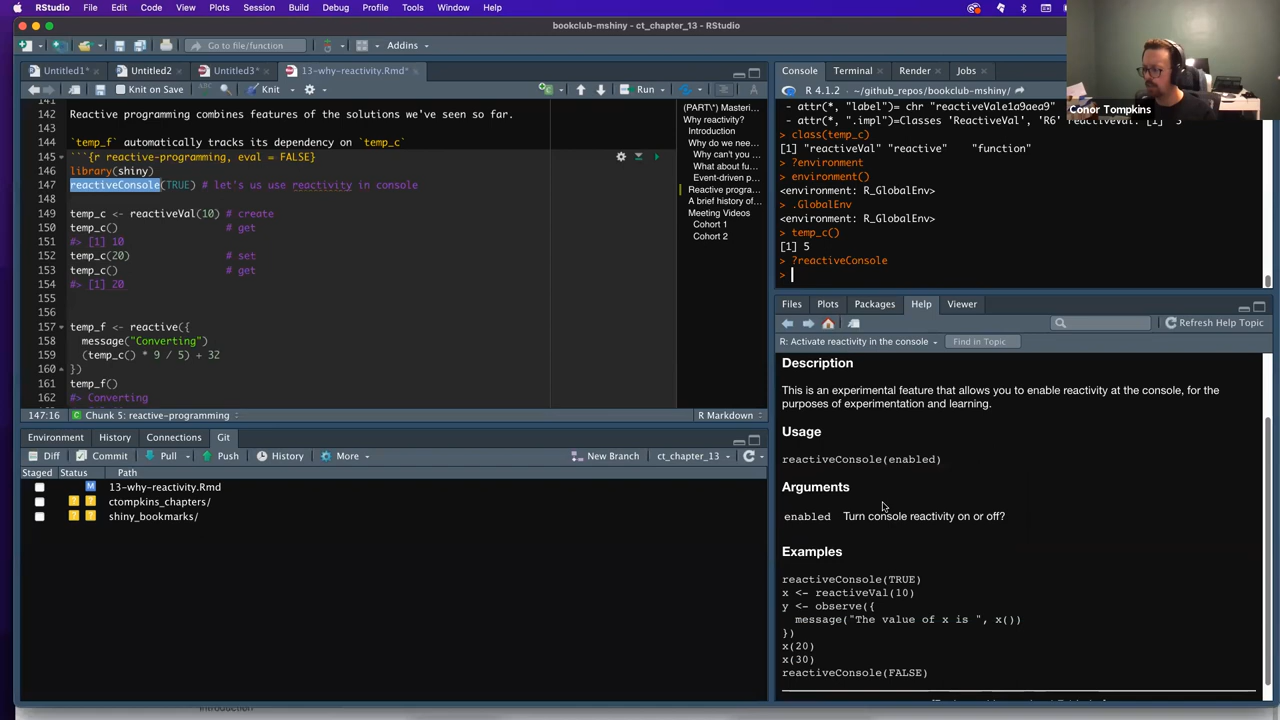 RStudio File Edit Code View Plots Session Build Debug Profile Tools Window Help
bookclub-mshiny - ct_chapter_13 - RStudio
Go to file/function Addins
Untitled1* Untitled2 Untitled3* 13-why-reactivity.Rmd*
Knit on Save Knit Run
141
142 Reactive programming combines features of the solutions we've seen so far.
143
144 `temp_f` automatically tracks its dependency on `temp_c`
145 ```{r reactive-programming, eval = FALSE}
146 library(shiny)
147 reactiveConsole(TRUE) # let's us use reactivity in console
148
149 temp_c <- reactiveVal(10) # create
150 temp_c() # get
151 #> [1] 10
152 temp_c(20) # set
153 temp_c() # get
154 #> [1] 20
155
156
157 temp_f <- reactive({
158 message("Converting")
159 (temp_c() * 9 / 5) + 32
160 })
161 temp_f()
162 #> Converting
147:16 Chunk 5: reactive-programming R Markdown
(PART\*) Masteri...
Why reactivity?
Introduction
Why do we nee...
Why can't you ...
What about fu...
Event-driven p...
Reactive progra...
A brief history of...
Meeting Videos
Cohort 1
Cohort 2
Environment History Connections Git
Diff Commit Pull Push History More New Branch ct_chapter_13
Staged Status Path
M 13-why-reactivity.Rmd
? ? ctompkins_chapters/
? ? shiny_bookmarks/
Console Terminal Render Jobs
R 4.1.2 · ~/github_repos/bookclub-mshiny/
- attr(*, "label")= chr "reactiveVale1a9aea9"
- attr(*, ".impl")=Classes 'ReactiveVal', 'R6' reactiveVal: [1] 5
> class(temp_c)
[1] "reactiveVal" "reactive" "function"
> ?environment
> environment()
<environment: R_GlobalEnv>
> .GlobalEnv
<environment: R_GlobalEnv>
> temp_c()
[1] 5
> ?reactiveConsole
>
Conor Tompkins
Files Plots Packages Help Viewer
Refresh Help Topic
R: Activate reactivity in the console Find in Topic
Description
This is an experimental feature that allows you to enable reactivity at the console, for the
purposes of experimentation and learning.
Usage
reactiveConsole(enabled)
Arguments
enabled Turn console reactivity on or off?
Examples
reactiveConsole(TRUE)
x <- reactiveVal(10)
y <- observe({
message("The value of x is ", x())
})
x(20)
x(30)
reactiveConsole(FALSE)
Introduction